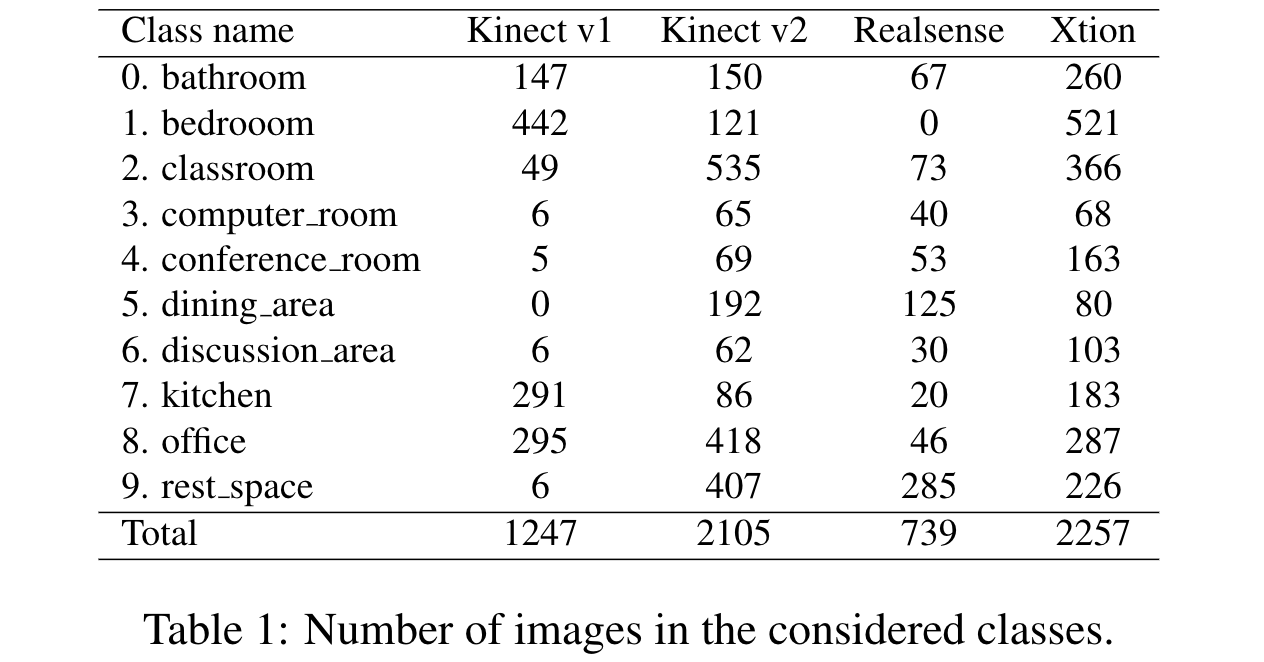 Class name Kinect v1 Kinect v2 Realsense Xtion
0. bathroom 147 150 67 260
1. bedrooom 442 121 0 521
2. classroom 49 535 73 366
3. computer_room 6 65 40 68
4. conference_room 5 69 53 163
5. dining_area 0 192 125 80
6. discussion_area 6 62 30 103
7. kitchen 291 86 20 183
8. office 295 418 46 287
9. rest_space 6 407 285 226
Total 1247 2105 739 2257
Table 1: Number of images in the considered classes.